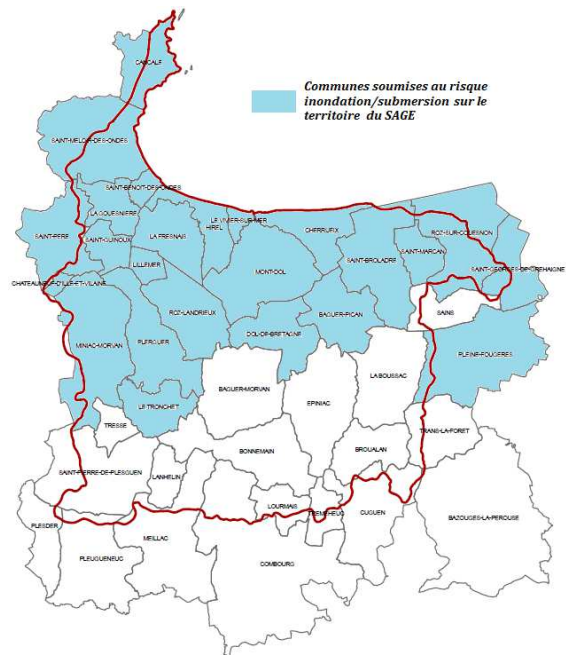 CANCALE
Communes soumises au risque
inondation/submersion sur le
territoire du SAGE
SAINT-MELOIR-DES-ONDES
SAINT-BENOIT-DES-ONDES
LA GOUESNIERE
LE VIVIER-SUR-MER
ROZ-SUR-COUESNON
SAINT-PERE
SAINT-GUINOUX
LA FRESNAIS
HIREL
CHERRUEIX
SAINT-MARCAN
LILLEMER
MONT-DOL
SAINT-BROLADRE
SAINT-GEORGES-DE-GREHAIGNE
CHATEAUNEUF-D'ILLE-ET-VILAINE
ROZ-LANDRIEUX
BAGUER-PICAN
SAINS
MINIAC-MORVAN
PLERGUER
DOL-DE-BRETAGNE
PLEINE-FOUGERES
LA BOUSSAC
BAGUER-MORVAN
EPINIAC
LE TRONCHET
TRESSE
TRANS-LA-FORET
BONNEMAIN
BROUALAN
SAINT-PIERRE-DE-PLESGUEN
LANHELIN
LOURMAIS
TREMEHEUC
CUGUEN
BAZOUGES-LA-PEROUSE
PLESDER
MEILLAC
PLEUGUENEUC
COMBOURG